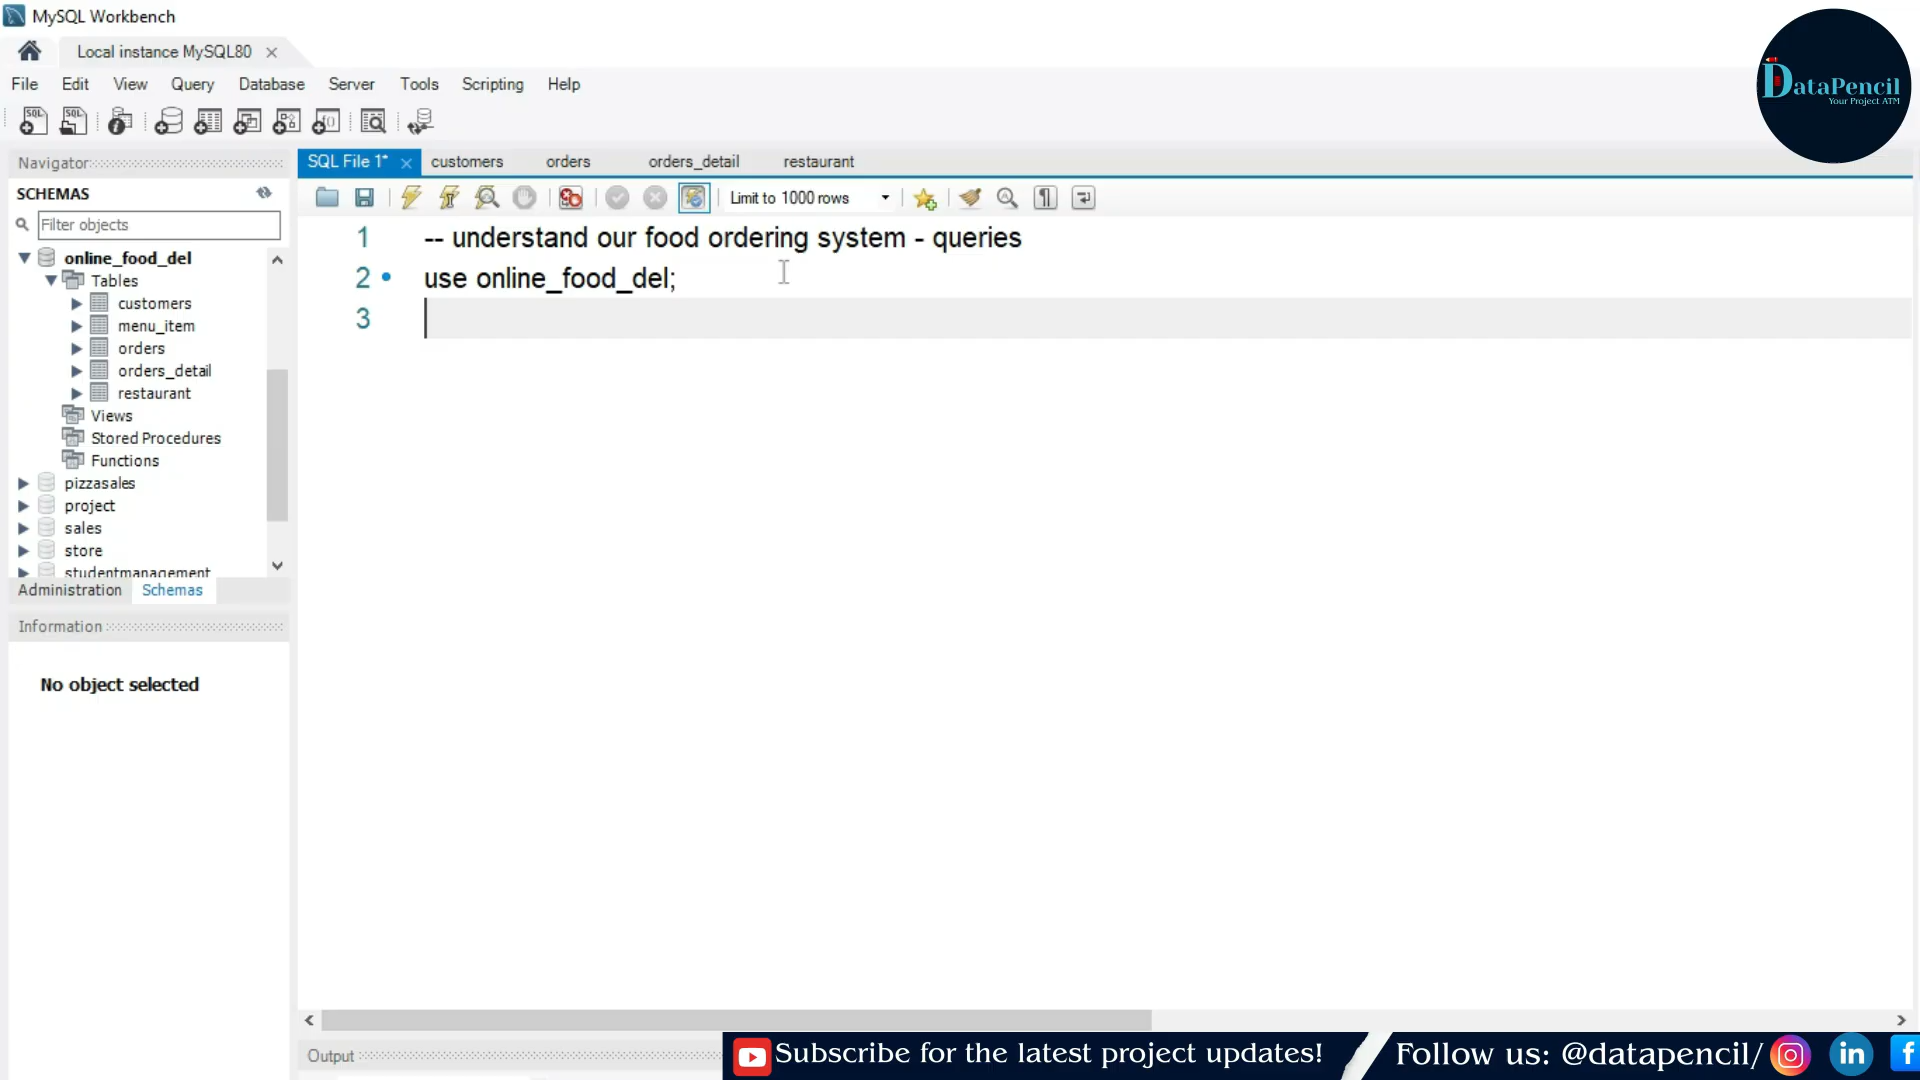 MySQL Workbench
Local instance MySQL80
File Edit View Query Database Server Tools Scripting Help
DataPencil
Your Project ATM
Navigator
SQL File 1* customers orders orders_detail restaurant
SCHEMAS
Limit to 1000 rows
Filter objects
1 -- understand our food ordering system - queries
2 use online_food_del;
3
online_food_del
Tables
customers
menu_item
orders
orders_detail
restaurant
Views
Stored Procedures
Functions
pizzasales
project
sales
store
studentmanagement
Administration Schemas
Information
No object selected
Output
Subscribe for the latest project updates!
Follow us: @datapencil/